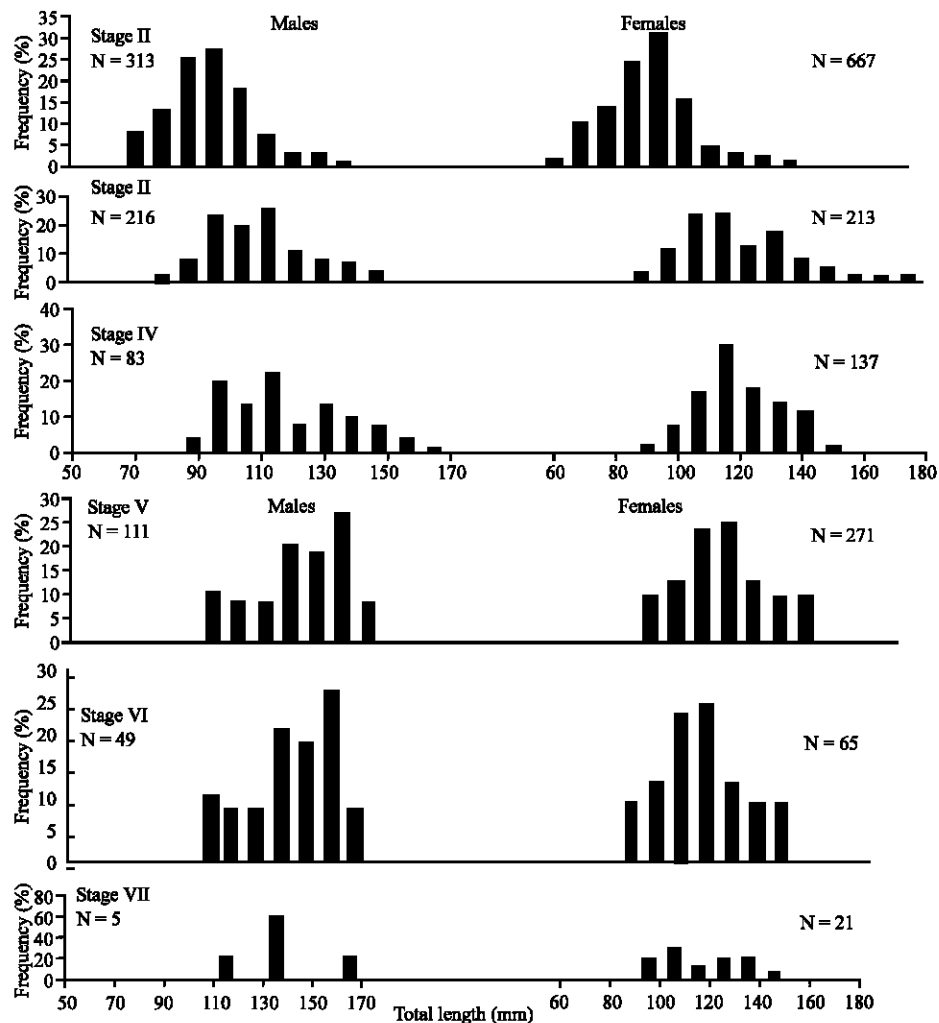 Males Females
Frequency (%)
35
30
25
20
15
10
5
0
Stage II
N = 313
N = 667
Frequency (%)
30
20
10
0
Stage II
N = 216
N = 213
Frequency (%)
40
30
20
10
0
Stage IV
N = 83
N = 137
50 70 90 110 130 150 170 60 80 100 120 140 160 180
Males Females
Frequency (%)
30
25
20
15
10
5
0
Stage V
N = 111
N = 271
Frequency (%)
30
25
20
10
5
0
Stage VI
N = 49
N = 65
Frequency (%)
80
60
40
20
0
Stage VII
N = 5
N = 21
50 70 90 110 130 150 170 60 80 100 120 140 160 180
Total length (mm)